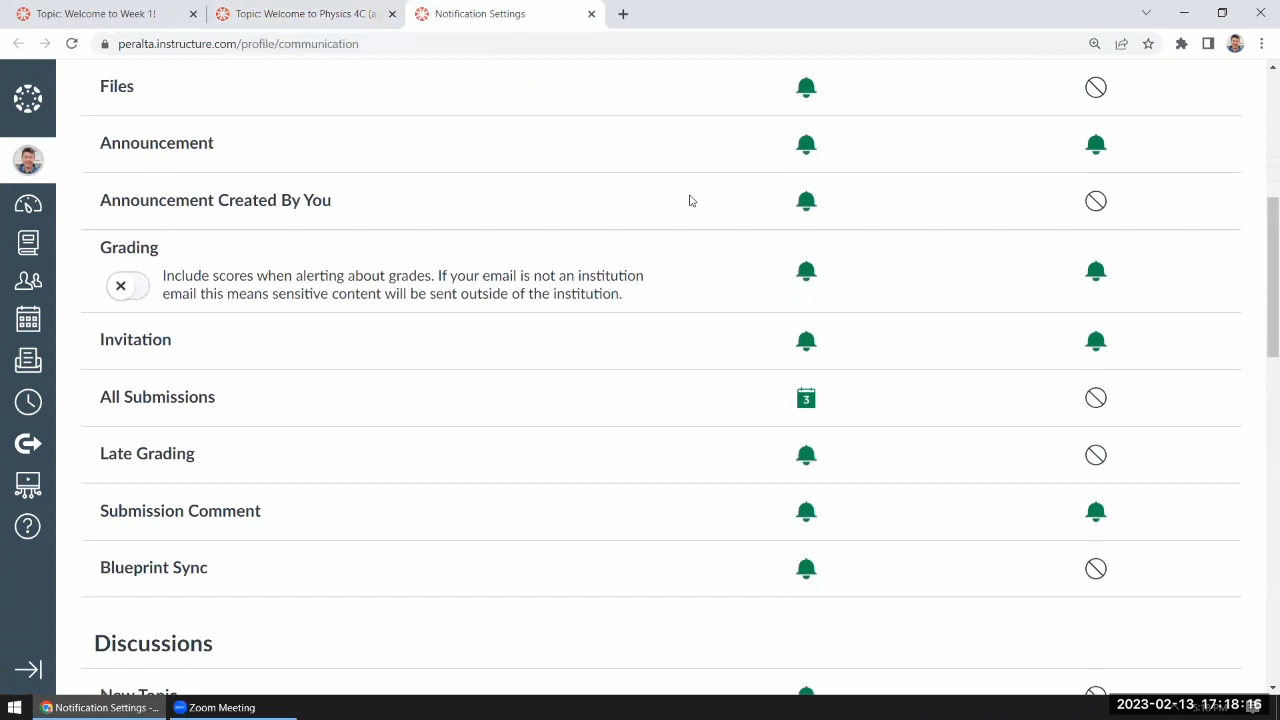 Topic: Welcome to Week 1!
Topic: Welcome to Physics 4C (a
Notification Settings
peralta.instructure.com/profile/communication
Files
Announcement
Announcement Created By You
Grading
Include scores when alerting about grades. If your email is not an institution
email this means sensitive content will be sent outside of the institution.
Invitation
All Submissions
3
Late Grading
Submission Comment
Blueprint Sync
Discussions
New Topic
Notification Settings -...
Zoom Meeting
2023-02-13 17:18:16